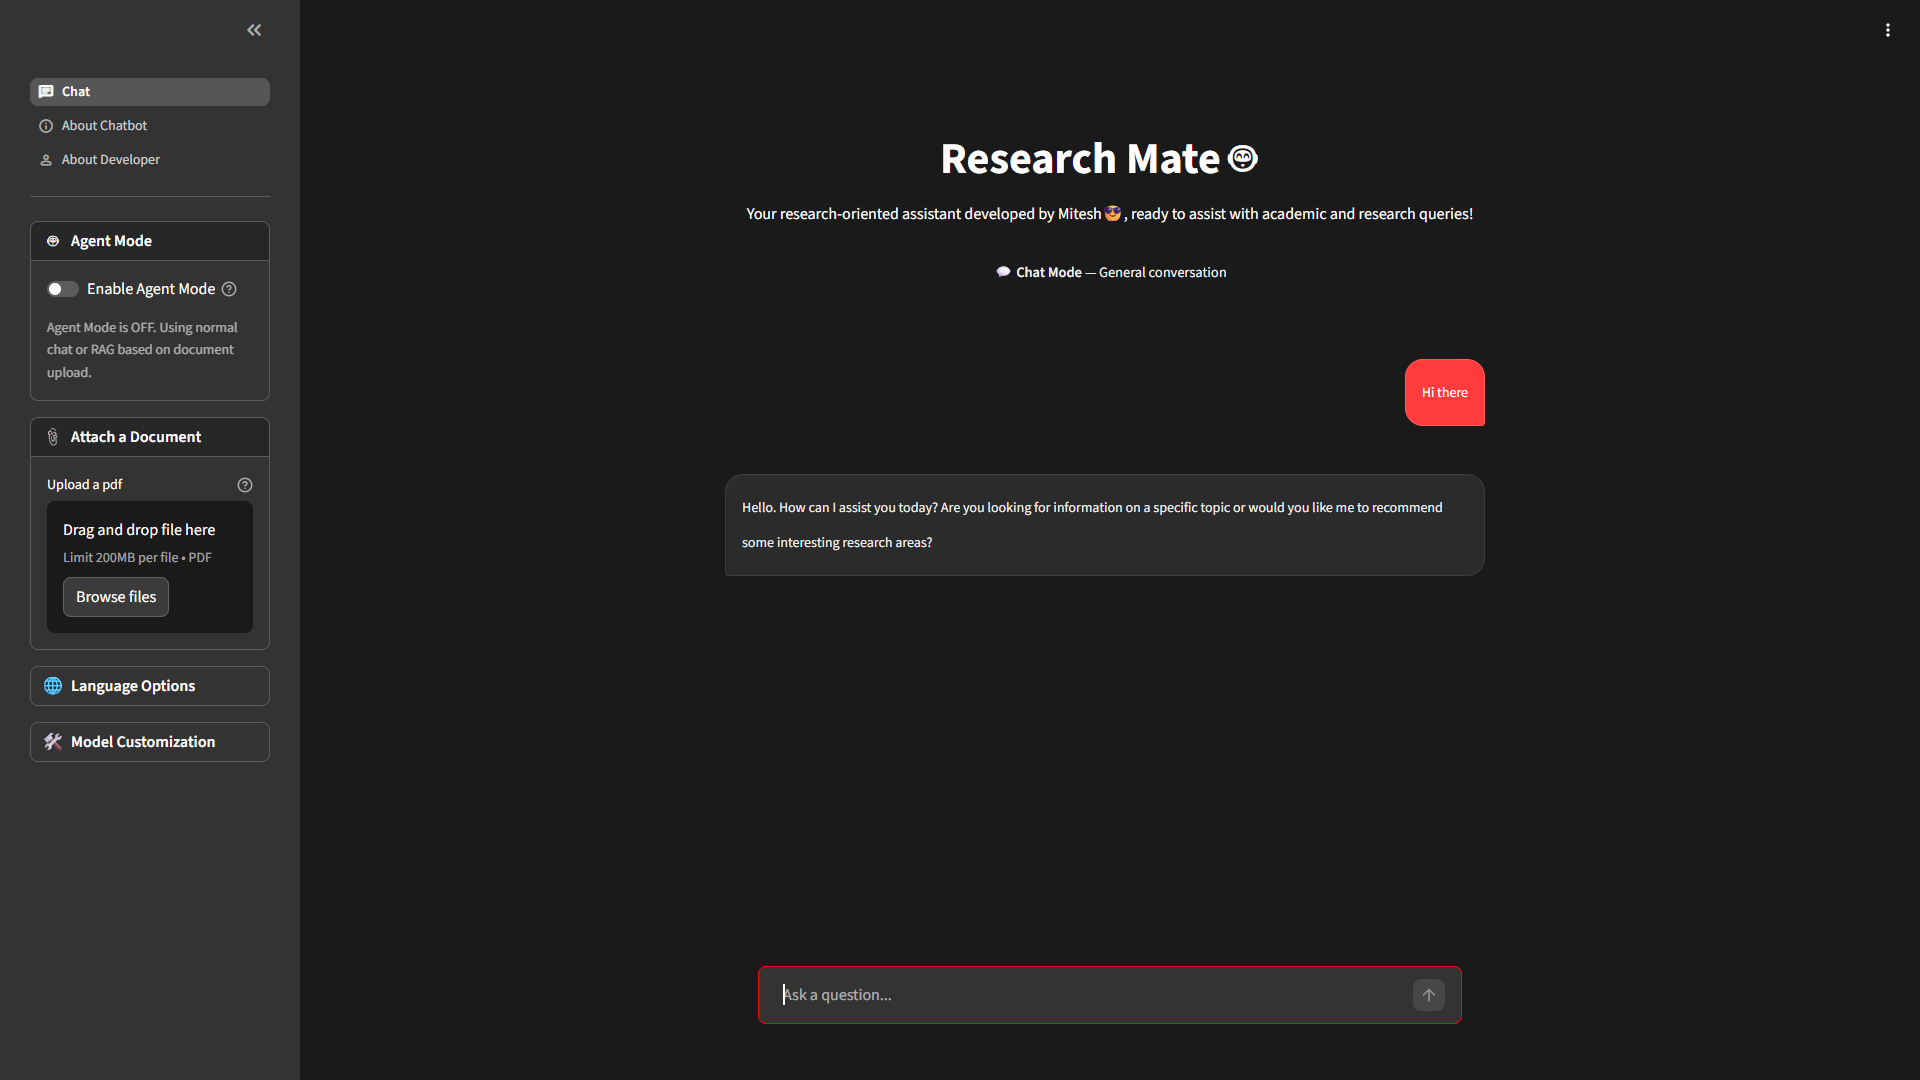 Chat
About Chatbot
About Developer
Agent Mode
Enable Agent Mode
Agent Mode is OFF. Using normal
chat or RAG based on document
upload.
Attach a Document
Upload a pdf
Drag and drop file here
Limit 200MB per file • PDF
Browse files
Language Options
Model Customization
Research Mate
Your research-oriented assistant developed by Mitesh😎, ready to assist with academic and research queries!
Chat Mode — General conversation
Hi there
Hello. How can I assist you today? Are you looking for information on a specific topic or would you like me to recommend
some interesting research areas?
Ask a question...